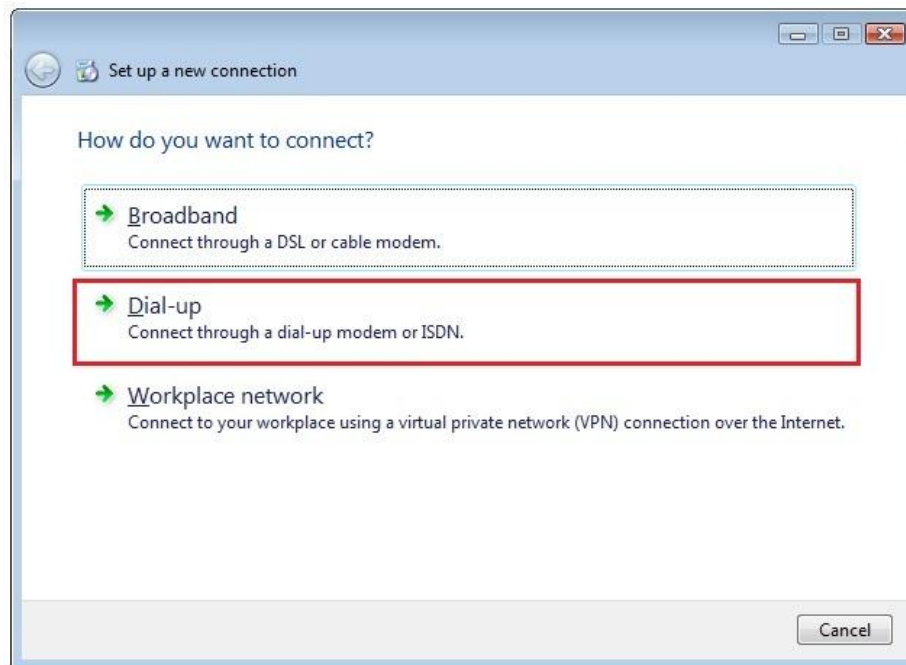 Set up a new connection
How do you want to connect?
Broadband
Connect through a DSL or cable modem.
Dial-up
Connect through a dial-up modem or ISDN.
Workplace network
Connect to your workplace using a virtual private network (VPN) connection over the Internet.
Cancel